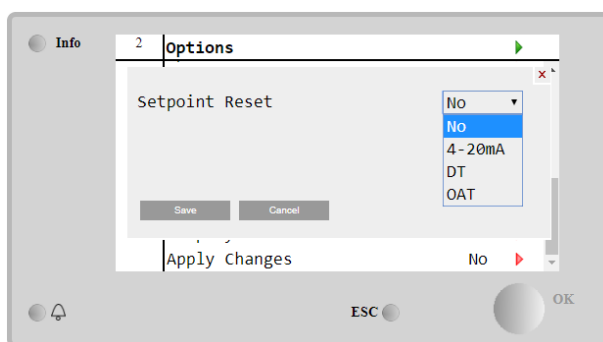 Info
2 Options
x
Setpoint Reset No
No
4-20mA
DT
OAT
Save Cancel
Apply Changes No
ESC OK